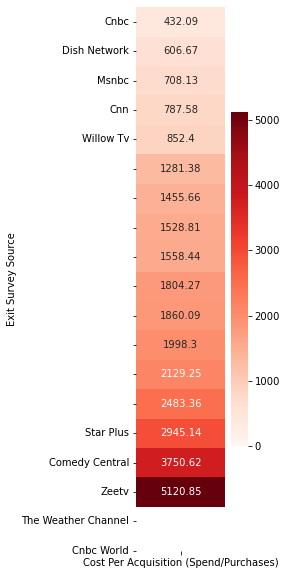 Cnbc 432.09
Dish Network 606.67
Msnbc 708.13
Cnn 787.58
Willow Tv 852.4
1281.38
1455.66
1528.81
1558.44
1804.27
1860.09
1998.3
2129.25
2483.36
Star Plus 2945.14
Comedy Central 3750.62
Zeetv 5120.85
The Weather Channel
Cnbc World
Exit Survey Source
Cost Per Acquisition (Spend/Purchases)
5000
4000
3000
2000
1000
0